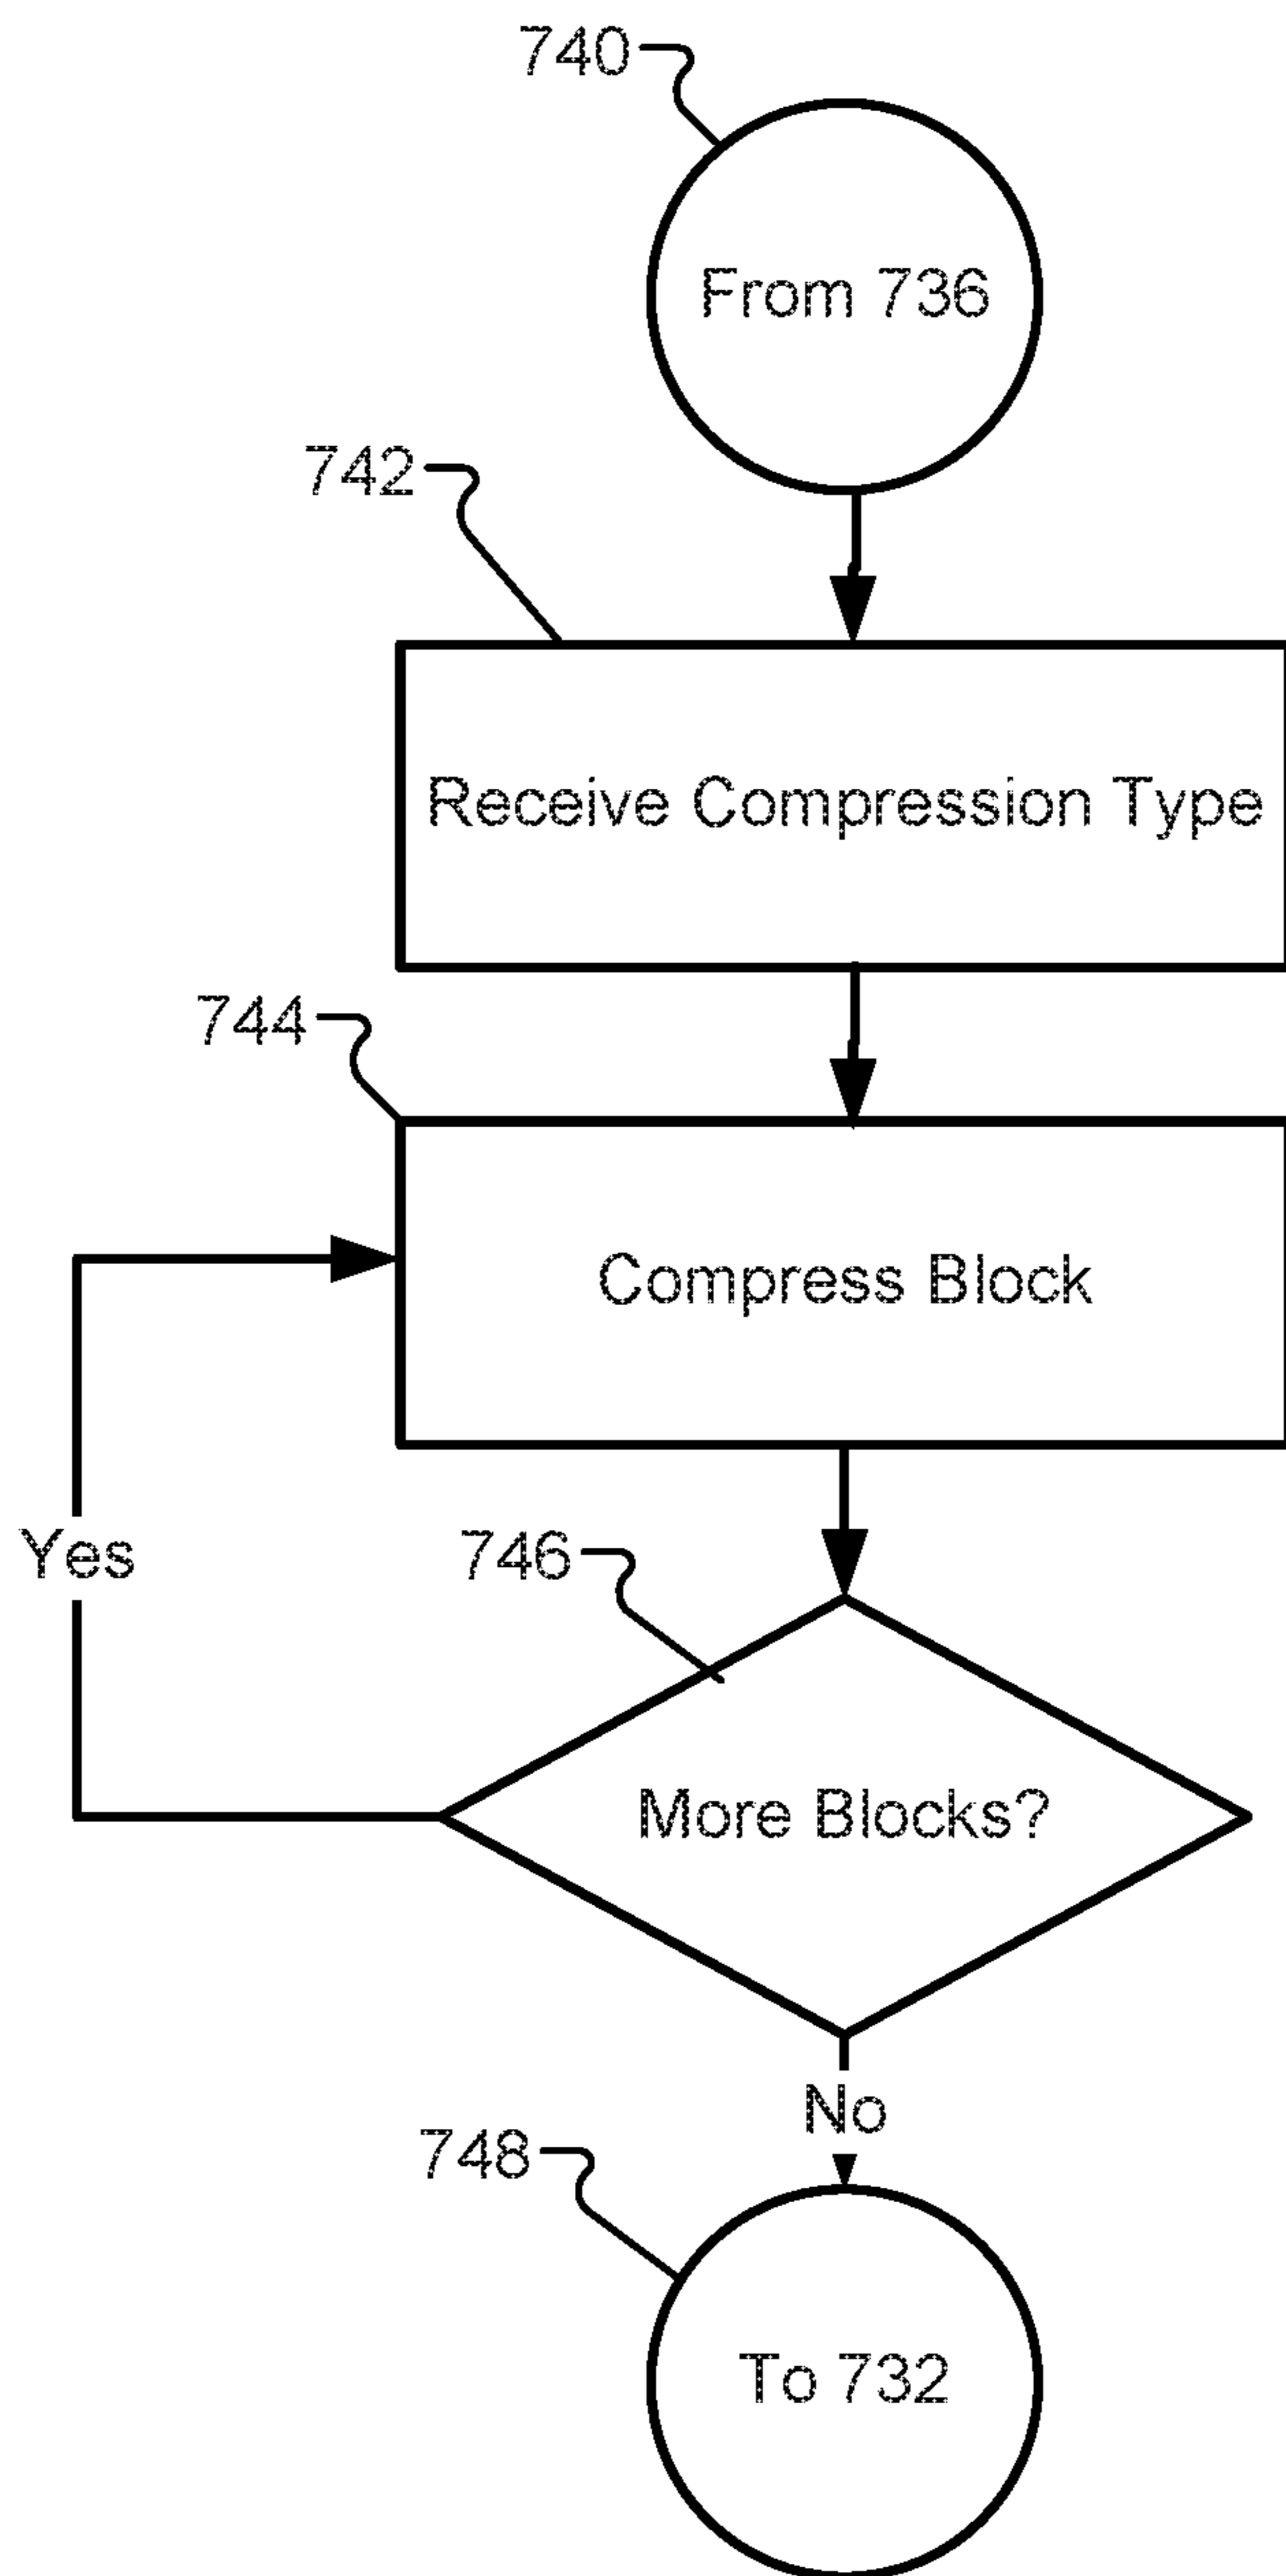 740
From 736
742
Receive Compression Type
744
Compress Block
Yes
746
More Blocks?
No
748
To 732